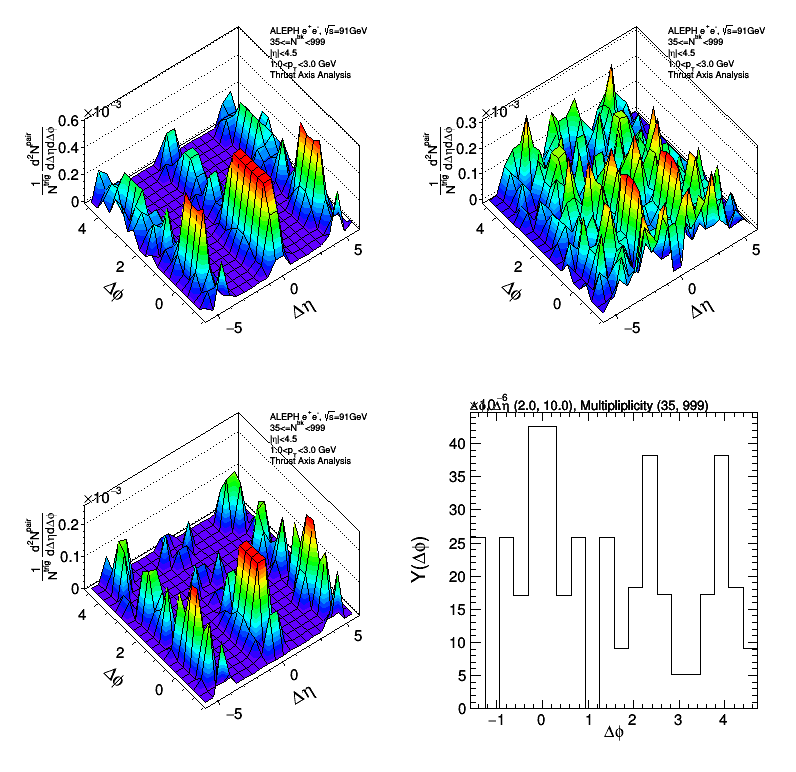 ALEPH e⁺e⁻, √s=91GeV
35<=N^trk<999
|η|<4.5
1.0<p_T<3.0 GeV
Thrust Axis Analysis
×10⁻³
0.6
0.4
0.2
0
1/N^trig d²N^pair/dΔηdΔφ
4
2
0
Δφ
−5
0
5
Δη
ALEPH e⁺e⁻, √s=91GeV
35<=N^trk<999
|η|<4.5
1.0<p_T<3.0 GeV
Thrust Axis Analysis
×10⁻³
0.3
0.2
0.1
0
1/N^trig d²N^pair/dΔηdΔφ
4
2
0
Δφ
−5
0
5
Δη
ALEPH e⁺e⁻, √s=91GeV
35<=N^trk<999
|η|<4.5
1.0<p_T<3.0 GeV
Thrust Axis Analysis
×10⁻³
0.2
0.1
0
1/N^trig d²N^pair/dΔηdΔφ
4
2
0
Δφ
−5
0
5
Δη
×10⁻⁶
Δφ, Δη (2.0, 10.0), Multipliplicity (35, 999)
40
35
30
25
20
15
10
5
0
Y(Δφ)
−1 0 1 2 3 4
Δφ